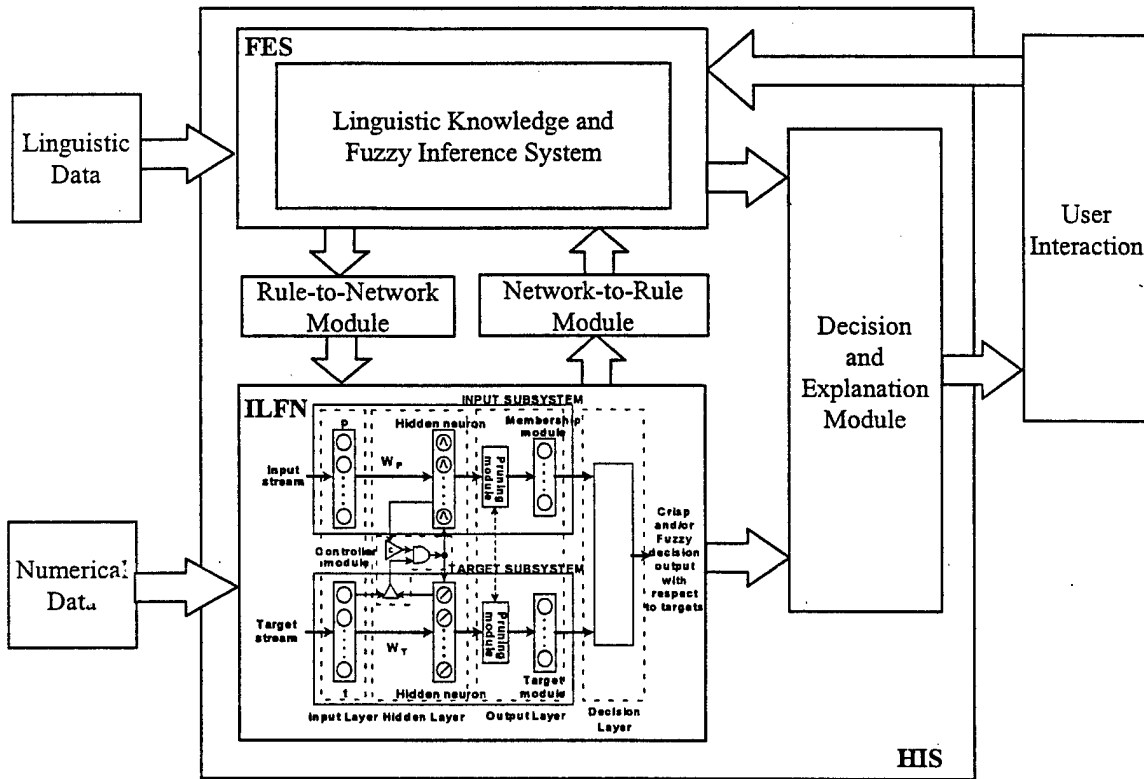 FES
Linguistic Knowledge and
Fuzzy Inference System
Linguistic
Data
User
Interaction
Rule-to-Network
Module
Network-to-Rule
Module
Decision
and
Explanation
Module
ILFN
INPUT SUBSYSTEM
P
Hidden neuron
Membership
module
Input
stream
W P
Pruning
module
Controller
module
C
TARGET SUBSYSTEM
Crisp
and/or
Fuzzy
decision
output
with
respect
to targets
Numerical
Data
Target
stream
W T
Pruning
module
t
Hidden neuron
Target
module
Input Layer
Hidden Layer
Output Layer
Decision
Layer
HIS